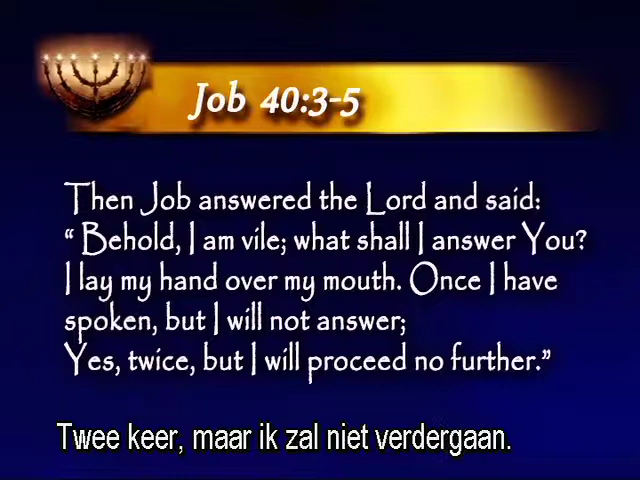 Job 40:3-5
Then Job answered the Lord and said:
“ Behold, I am vile; what shall I answer You?
I lay my hand over my mouth. Once I have
spoken, but I will not answer;
Yes, twice, but I will proceed no further.”
Twee keer, maar ik zal niet verdergaan.